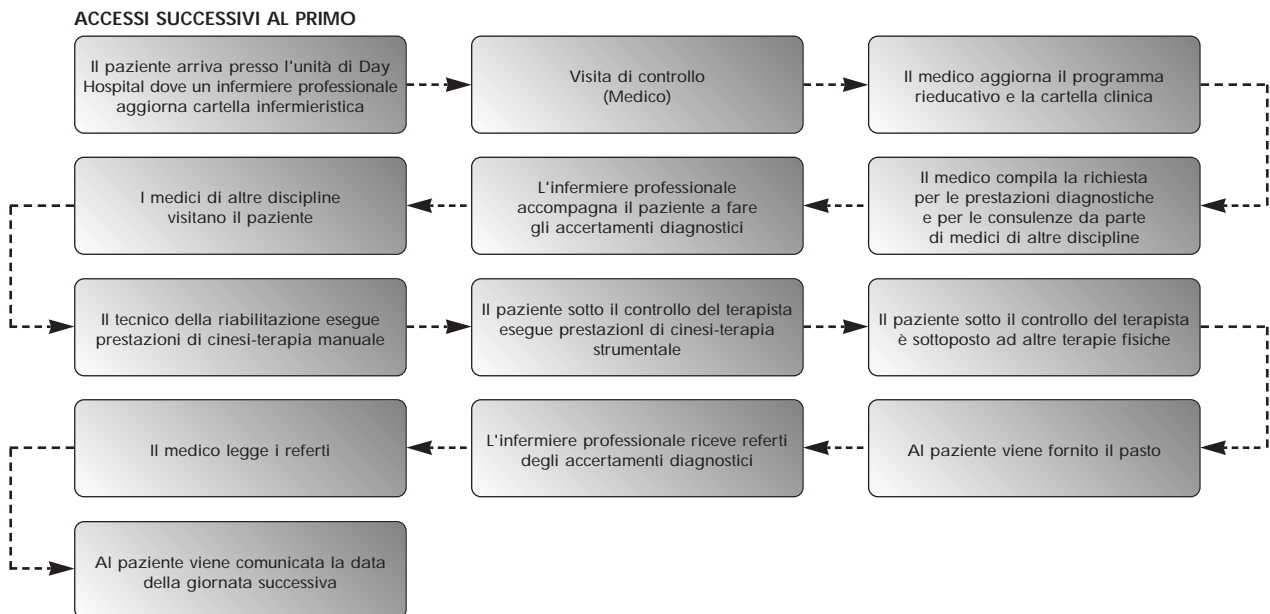 ACCESSI SUCCESSIVI AL PRIMO
Il paziente arriva presso l'unità di Day
Hospital dove un infermiere professionale
aggiorna cartella infermieristica
Visita di controllo
(Medico)
Il medico aggiorna il programma
rieducativo e la cartella clinica
Il medico compila la richiesta
per le prestazioni diagnostiche
e per le consulenze da parte
di medici di altre discipline
L'infermiere professionale
accompagna il paziente a fare
gli accertamenti diagnostici
I medici di altre discipline
visitano il paziente
Il tecnico della riabilitazione esegue
prestazioni di cinesi-terapia manuale
Il paziente sotto il controllo del terapista
esegue prestazioni di cinesi-terapia
strumentale
Il paziente sotto il controllo del terapista
è sottoposto ad altre terapie fisiche
Al paziente viene fornito il pasto
L'infermiere professionale riceve referti
degli accertamenti diagnostici
Il medico legge i referti
Al paziente viene comunicata la data
della giornata successiva